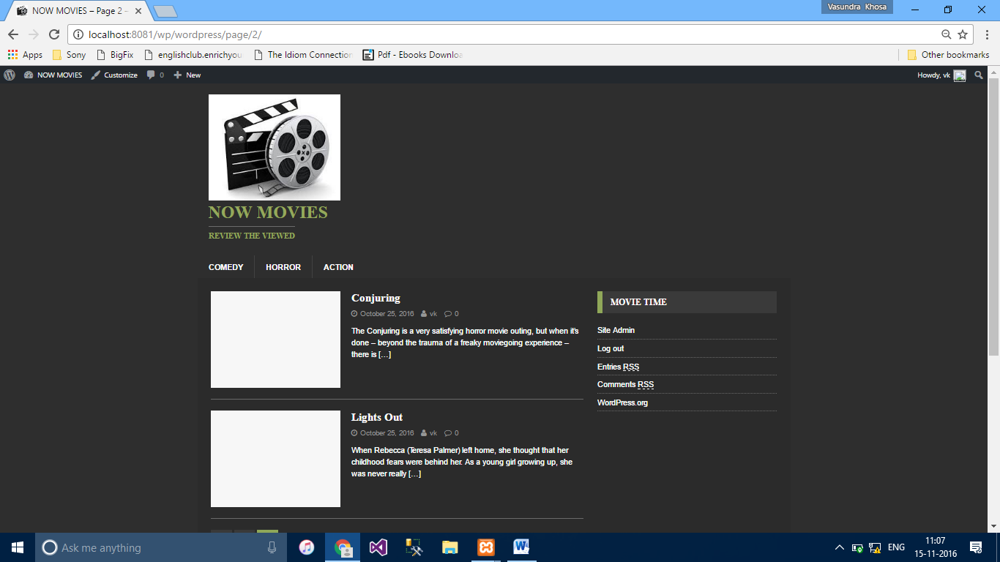 Vasundra Khosa
NOW MOVIES – Page 2 –
localhost:8081/wp/wordpress/page/2/
Apps Sony BigFix englishclub.enrichyou The Idiom Connection Pdf - Ebooks Downloa Other bookmarks
NOW MOVIES Customize 0 New Howdy, vk
NOW MOVIES
REVIEW THE VIEWED
COMEDY HORROR ACTION
Conjuring
October 25, 2016 vk 0
The Conjuring is a very satisfying horror movie outing, but when it's
done – beyond the trauma of a freaky moviegoing experience –
there is […]
Lights Out
October 25, 2016 vk 0
When Rebecca (Teresa Palmer) left home, she thought that her
childhood fears were behind her. As a young girl growing up, she
was never really […]
MOVIE TIME
Site Admin
Log out
Entries RSS
Comments RSS
WordPress.org
Ask me anything
ENG
11:07
15-11-2016